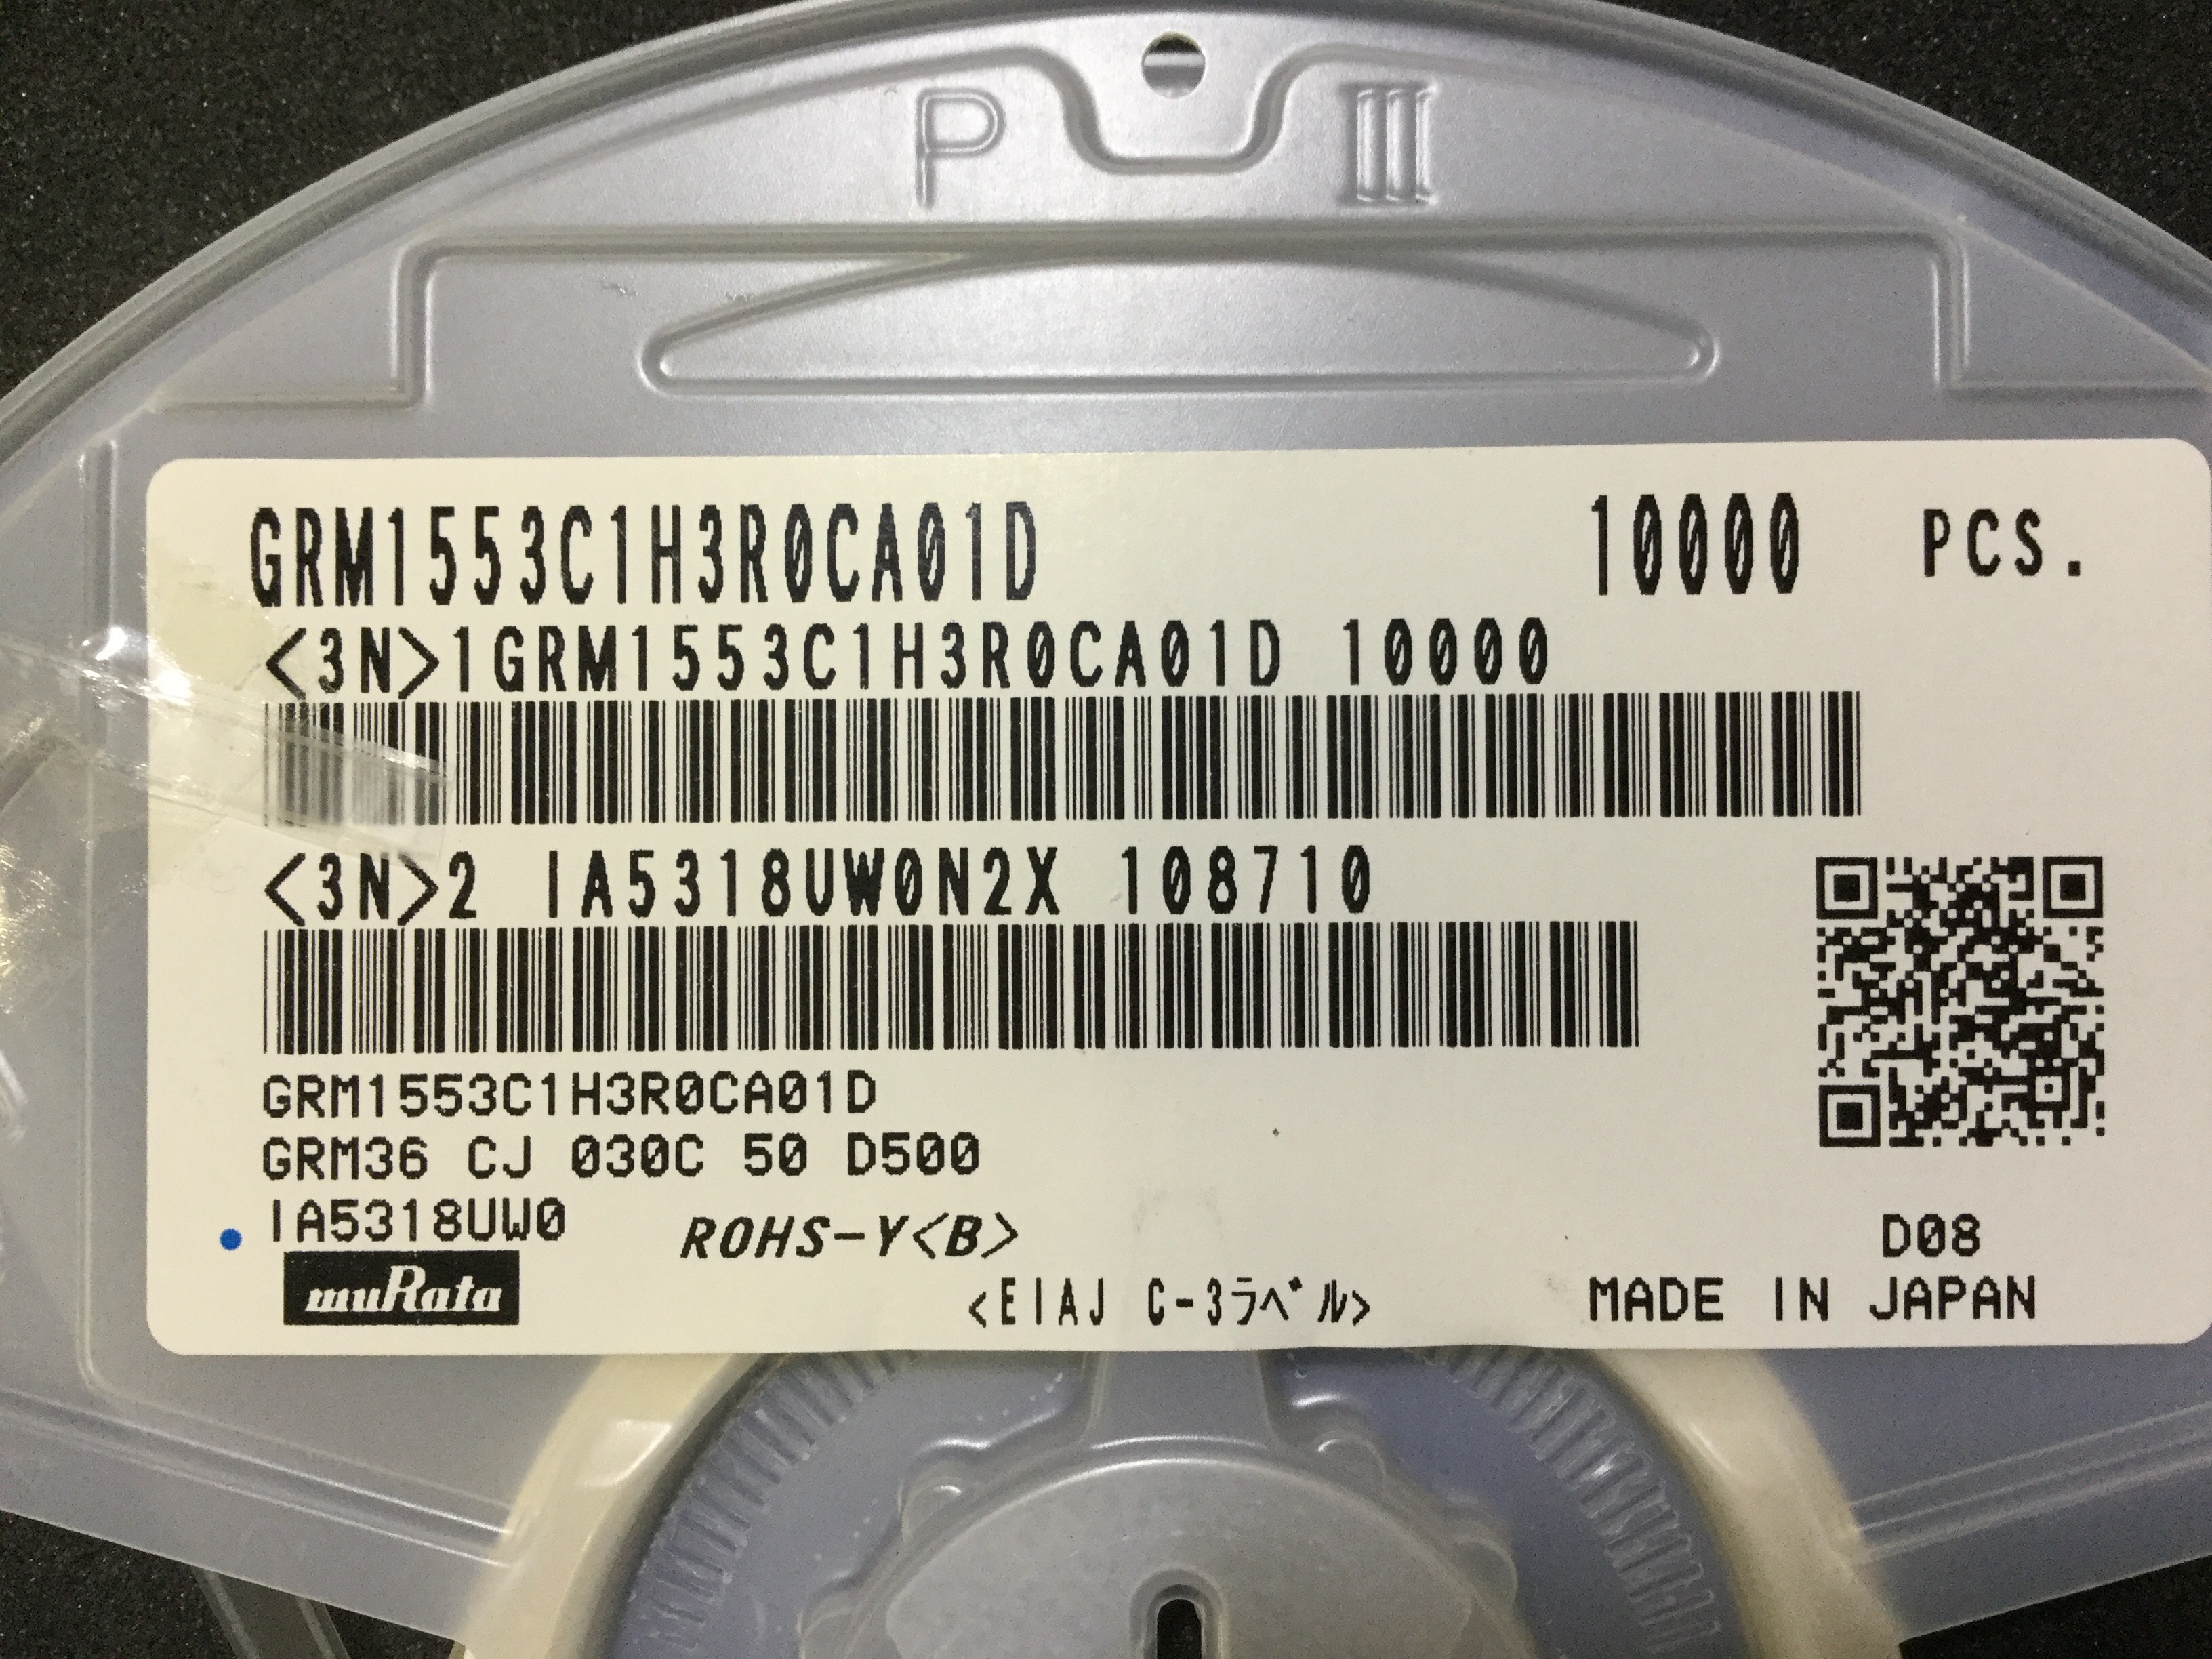 P III
GRM1553C1H3R0CA01D 10000 PCS.
<3N>1GRM1553C1H3R0CA01D 10000
<3N>2 IA5318UW0N2X 108710
GRM1553C1H3R0CA01D
GRM36 CJ 030C 50 D500
IA5318UW0 ROHS-Y<B> D08
muRata <EIAJ C-3ラベル> MADE IN JAPAN